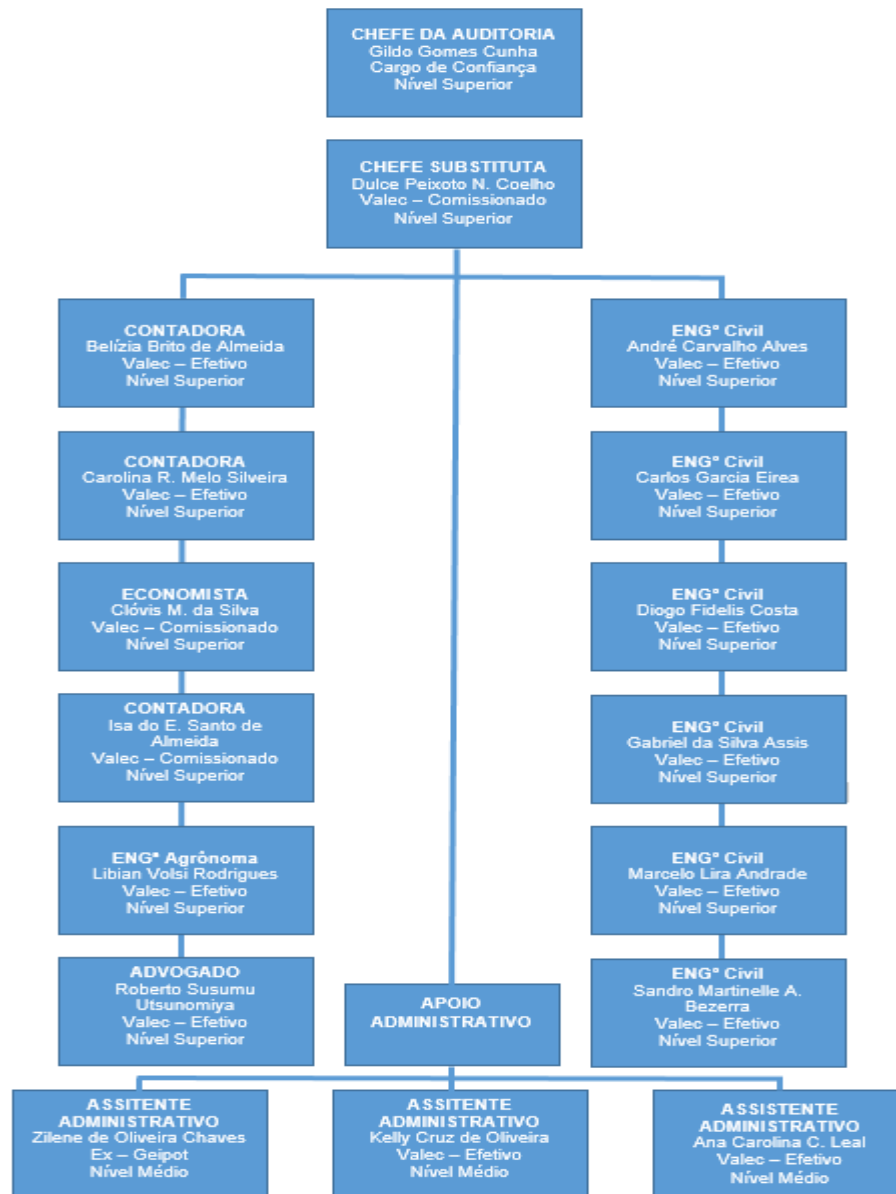 CHEFE DA AUDITORIA
Gildo Gomes Cunha
Cargo de Confiança
Nível Superior
CHEFE SUBSTITUTA
Dulce Peixoto N. Coelho
Valec – Comissionado
Nível Superior
CONTADORA
Belízia Brito de Almeida
Valec – Efetivo
Nível Superior
CONTADORA
Carolina R. Melo Silveira
Valec – Efetivo
Nível Superior
ECONOMISTA
Clóvis M. da Silva
Valec – Comissionado
Nível Superior
CONTADORA
Isa do E. Santo de
Almeida
Valec – Comissionado
Nível Superior
ENGª Agrônoma
Libian Volsi Rodrigues
Valec – Efetivo
Nível Superior
ADVOGADO
Roberto Susumu
Utsunomiya
Valec – Efetivo
Nível Superior
ENGº Civil
André Carvalho Alves
Valec – Efetivo
Nível Superior
ENGº Civil
Carlos Garcia Eirea
Valec – Efetivo
Nível Superior
ENGº Civil
Diogo Fidelis Costa
Valec – Efetivo
Nível Superior
ENGº Civil
Gabriel da Silva Assis
Valec – Efetivo
Nível Superior
ENGº Civil
Marcelo Lira Andrade
Valec – Efetivo
Nível Superior
ENGº Civil
Sandro Martinelle A.
Bezerra
Valec – Efetivo
Nível Superior
APOIO
ADMINISTRATIVO
ASSITENTE
ADMINISTRATIVO
Zilene de Oliveira Chaves
Ex – Geipot
Nível Médio
ASSITENTE
ADMINISTRATIVO
Kelly Cruz de Oliveira
Valec – Efetivo
Nível Médio
ASSISTENTE
ADMINISTRATIVO
Ana Carolina C. Leal
Valec – Efetivo
Nível Médio